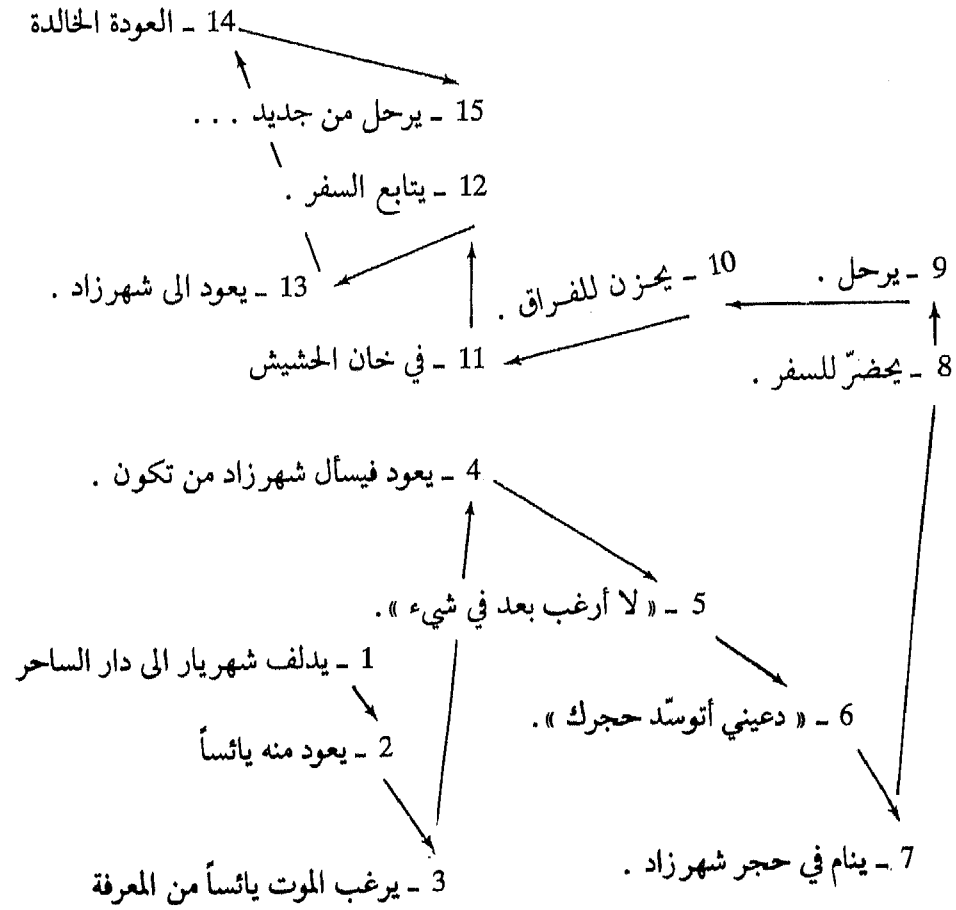 14 ـ العودة الخالدة
15 ـ يرحل من جديد . . .
12 ـ يتابع السفر .
9 ـ يرحل .
10 ـ يحزن للفراق .
13 ـ يعود الى شهرزاد .
11 ـ في خان الحشيش
8 ـ يحضرّ للسفر .
4 ـ يعود فيسأل شهرزاد من تكون .
5 ـ « لا أرغب بعد في شيء » .
1 ـ يدلف شهريار الى دار الساحر
6 ـ « دعيني أتوسّد حجرك » .
2 ـ يعود منه يائساً
7 ـ ينام في حجر شهرزاد .
3 ـ يرغب الموت يائساً من المعرفة